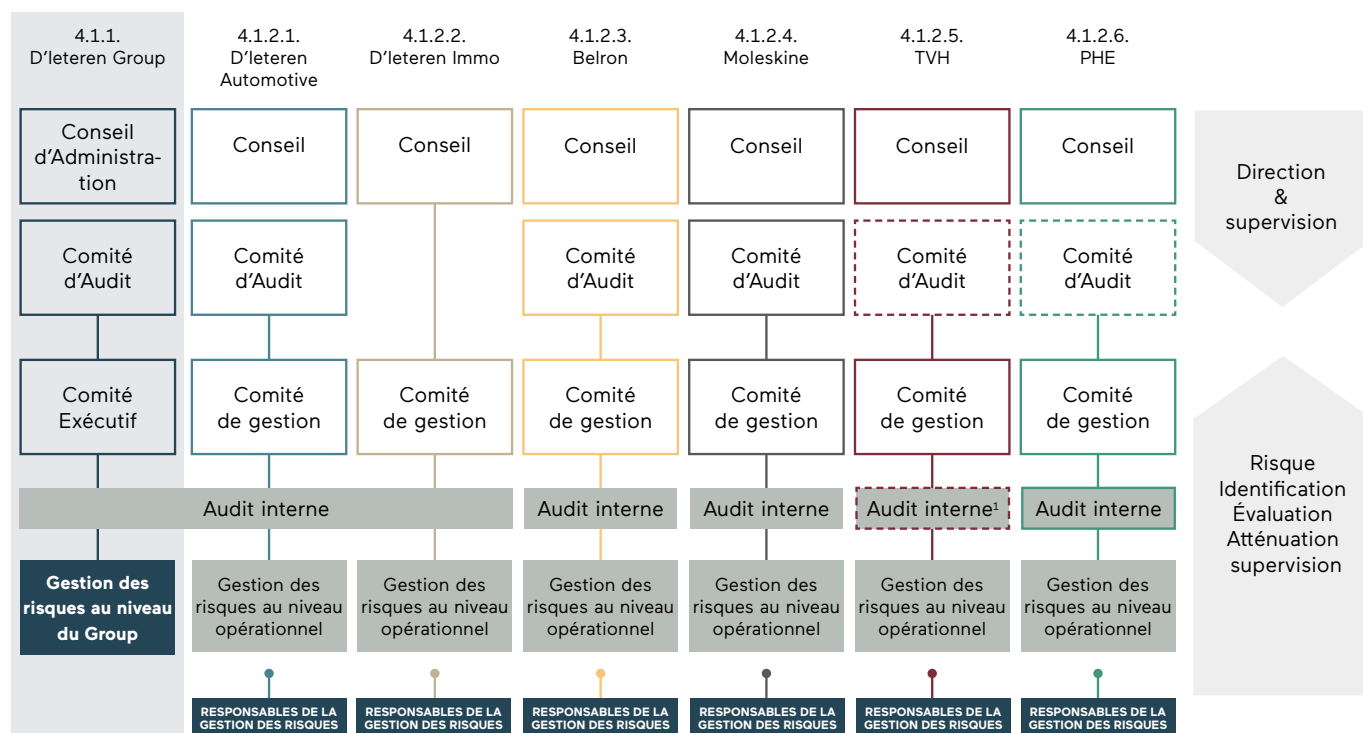 4.1.1.
D'Ieteren Group
4.1.2.1.
D'Ieteren
Automotive
4.1.2.2.
D'Ieteren Immo
4.1.2.3.
Belron
4.1.2.4.
Moleskine
4.1.2.5.
TVH
4.1.2.6.
PHE
Conseil
d'Administra-
tion
Conseil
Conseil
Conseil
Conseil
Conseil
Conseil
Direction
&
supervision
Comité
d'Audit
Comité
d'Audit
Comité
d'Audit
Comité
d'Audit
Comité
d'Audit
Comité
d'Audit
Comité
Exécutif
Comité
de gestion
Comité
de gestion
Comité
de gestion
Comité
de gestion
Comité
de gestion
Comité
de gestion
Risque
Identification
Évaluation
Atténuation
supervision
Audit interne
Audit interne
Audit interne
Audit interne¹
Audit interne
Gestion des
risques au niveau
du Group
Gestion des
risques au niveau
opérationnel
Gestion des
risques au niveau
opérationnel
Gestion des
risques au niveau
opérationnel
Gestion des
risques au niveau
opérationnel
Gestion des
risques au niveau
opérationnel
Gestion des
risques au niveau
opérationnel
RESPONSABLES DE LA
GESTION DES RISQUES
RESPONSABLES DE LA
GESTION DES RISQUES
RESPONSABLES DE LA
GESTION DES RISQUES
RESPONSABLES DE LA
GESTION DES RISQUES
RESPONSABLES DE LA
GESTION DES RISQUES
RESPONSABLES DE LA
GESTION DES RISQUES